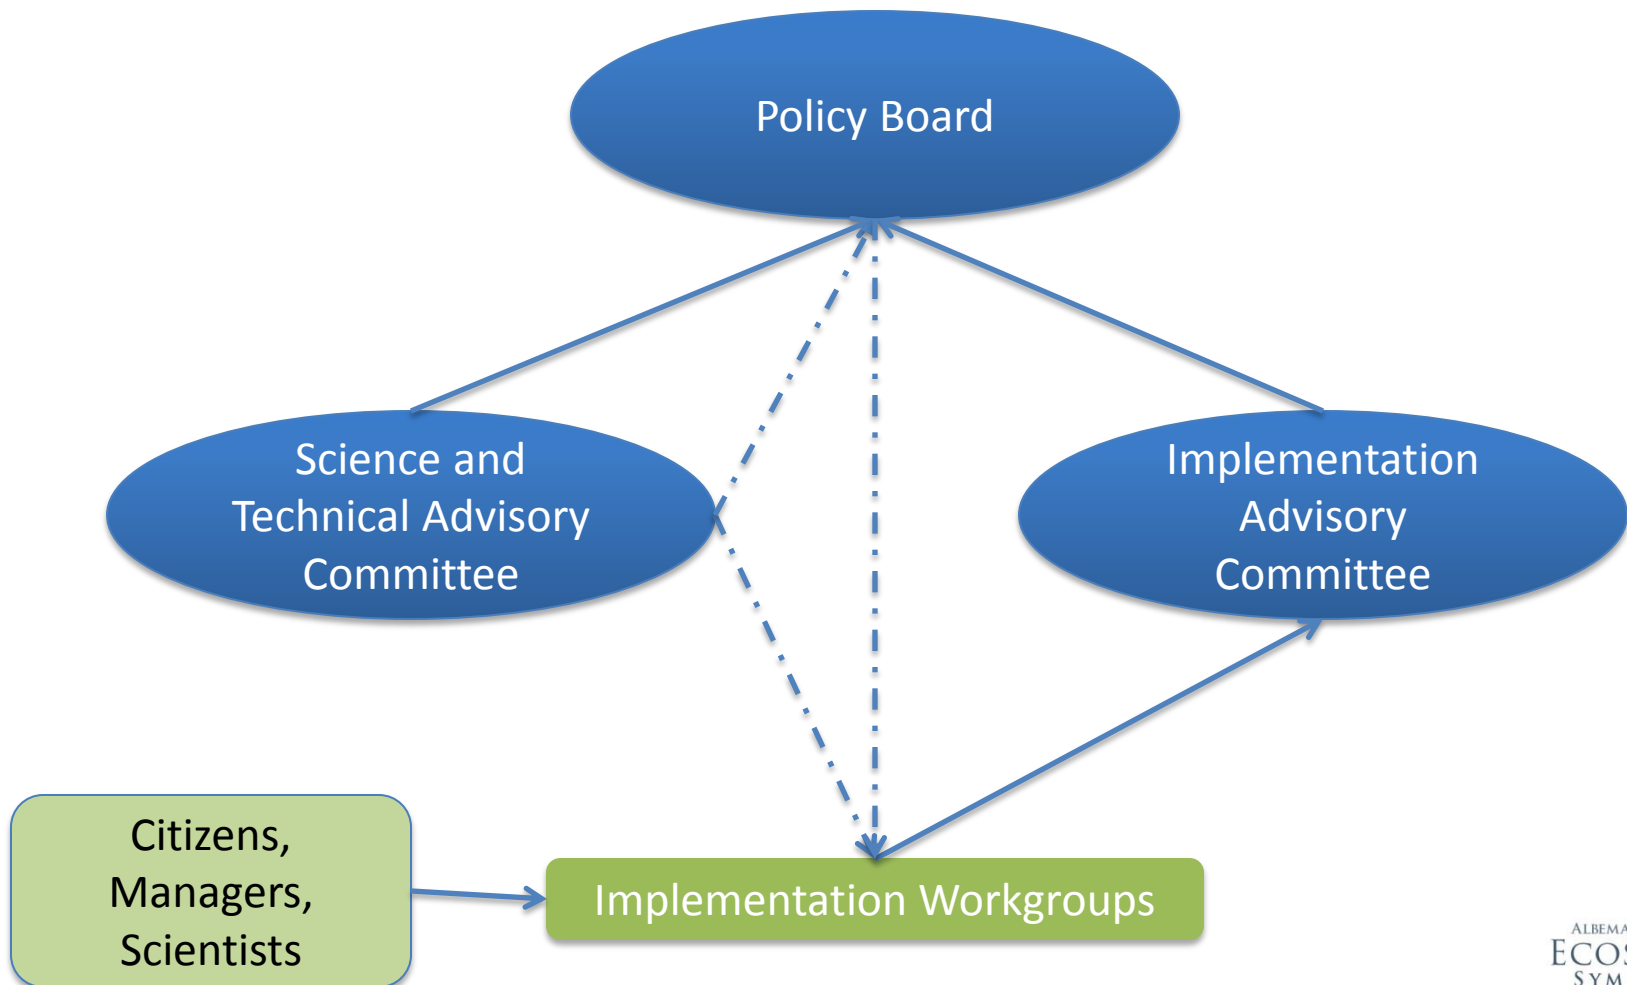 Policy Board
Science and
Technical Advisory
Committee
Implementation
Advisory
Committee
Citizens,
Managers,
Scientists
Implementation Workgroups